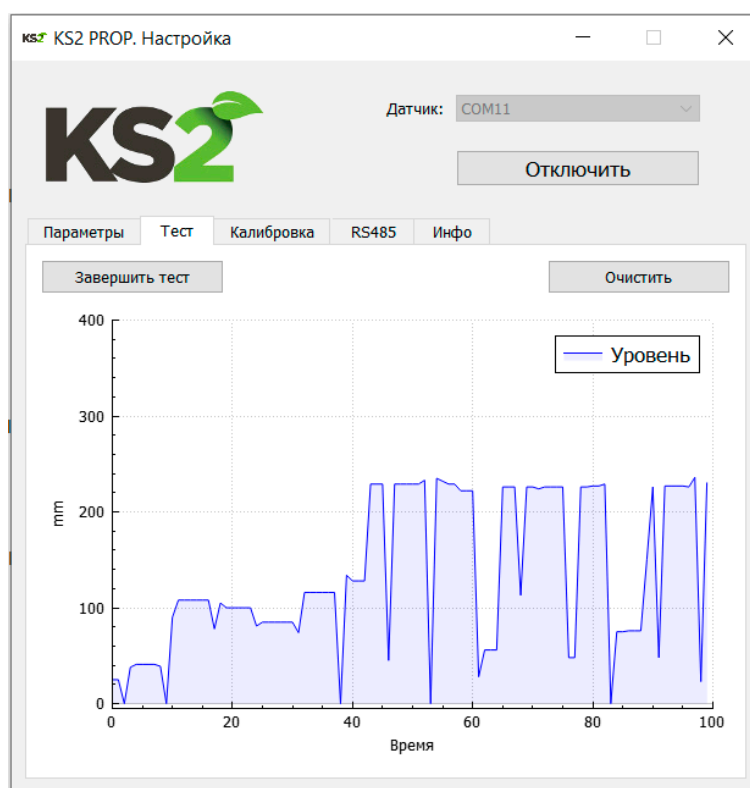 KS2 KS2 PROP. Настройка
KS2
Датчик: COM11
Отключить
Параметры Тест Калибровка RS485 Инфо
Завершить тест Очистить
Уровень
400
300
200
100
0
mm
0 20 40 60 80 100
Время